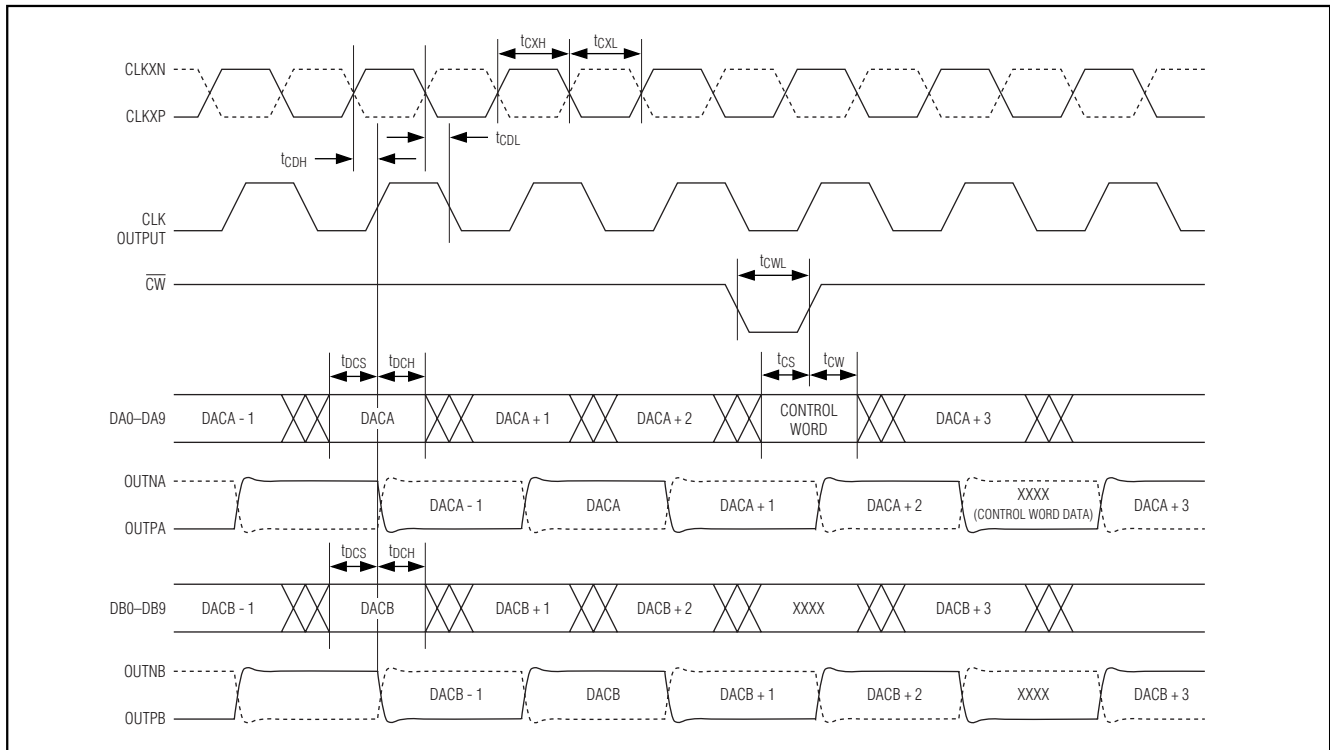 tCXH tCXL
CLKXN
CLKXP
tCDL
tCDH
CLK
OUTPUT
tCWL
CW
tDCS tDCH tCS tCW
DA0–DA9 DACA - 1 DACA DACA + 1 DACA + 2 CONTROL WORD DACA + 3
OUTNA
DACA - 1 DACA DACA + 1 DACA + 2 XXXX (CONTROL WORD DATA) DACA + 3
OUTPA
tDCS tDCH
DB0–DB9 DACB - 1 DACB DACB + 1 DACB + 2 XXXX DACB + 3
OUTNB
DACB - 1 DACB DACB + 1 DACB + 2 XXXX DACB + 3
OUTPB